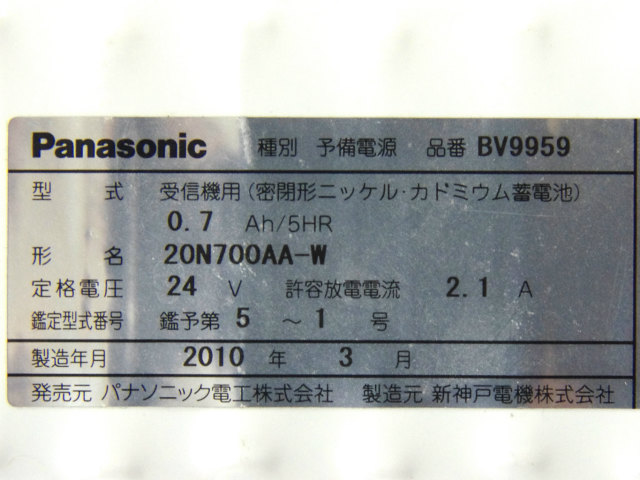 Panasonic 種別 予備電源 品番 BV9959
型式 受信機用(密閉形ニッケル・カドミウム蓄電池)
0.7 Ah/5HR
形名 20N700AA-W
定格電圧 24 V 許容放電電流 2.1 A
鑑定型式番号 鑑予第 5 ~ 1 号
製造年月 2010 年 3 月
発売元 パナソニック電工株式会社 製造元 新神戸電機株式会社